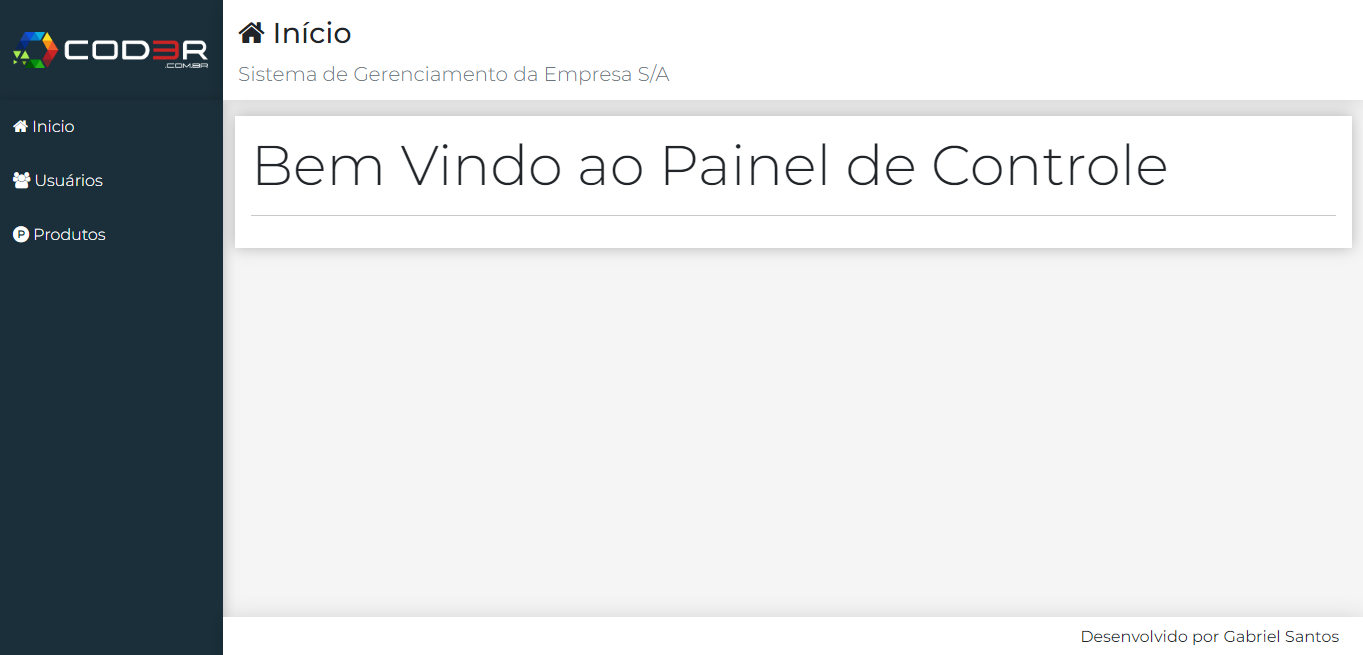 COD3R
.COM.BR
Início
Sistema de Gerenciamento da Empresa S/A
Inicio
Usuários
P Produtos
Bem Vindo ao Painel de Controle
Desenvolvido por Gabriel Santos